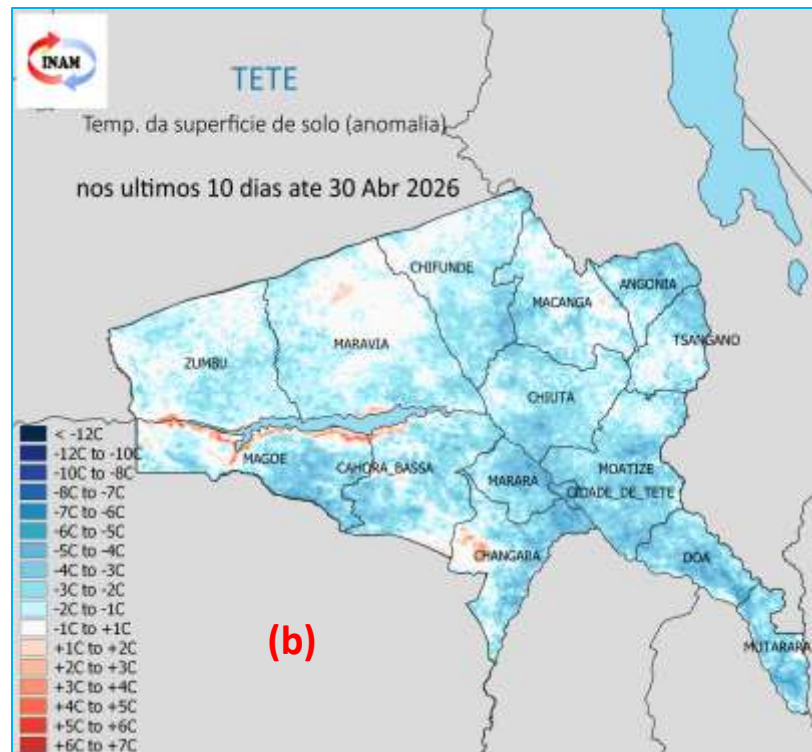 INAM
TETE
Temp. da superficie de solo (anomalia)
nos ultimos 10 dias ate 30 Abr 2026
CHIFUNDE
ANGONIA
MACANGA
TSANGANO
MARAVIA
ZUMBU
CHIUTA
MAGOE
CAHORA_BASSA
MARARA
MOATIZE
CIDADE_DE_TETE
CHANGARA
DOA
MUTARARA
< -12C
-12C to -10C
-10C to -8C
-8C to -7C
-7C to -6C
-6C to -5C
-5C to -4C
-4C to -3C
-3C to -2C
-2C to -1C
-1C to +1C
+1C to +2C
+2C to +3C
+3C to +4C
+4C to +5C
+5C to +6C
+6C to +7C
(b)